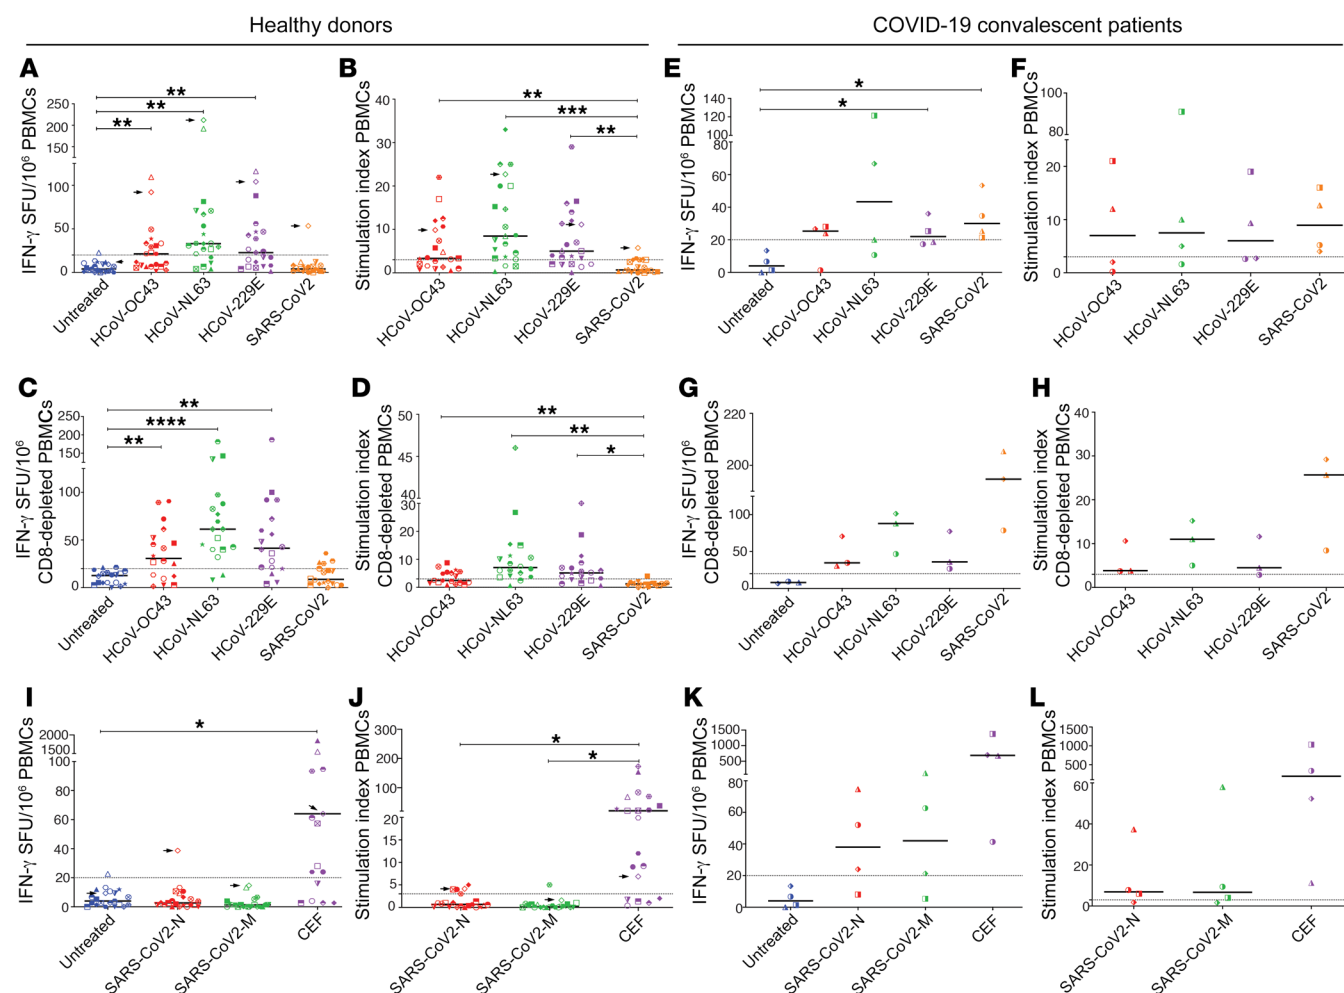 Healthy donors
COVID-19 convalescent patients
A
**
**
**
IFN-γ SFU/10⁶ PBMCs
250
200
150
100
50
0
Untreated
HCoV-OC43
HCoV-NL63
HCoV-229E
SARS-CoV2
B
**
***
**
Stimulation index PBMCs
40
30
20
10
0
HCoV-OC43
HCoV-NL63
HCoV-229E
SARS-CoV2
E
*
*
IFN-γ SFU/10⁶ PBMCs
140
120
100
80
60
40
20
0
Untreated
HCoV-OC43
HCoV-NL63
HCoV-229E
SARS-CoV2
F
Stimulation index PBMCs
100
80
20
10
0
HCoV-OC43
HCoV-NL63
HCoV-229E
SARS-CoV2
C
**
****
**
IFN-γ SFU/10⁶
CD8-depleted PBMCs
250
200
150
100
50
0
Untreated
HCoV-OC43
HCoV-NL63
HCoV-229E
SARS-CoV2
D
**
**
*
Stimulation index
CD8-depleted PBMCs
50
45
40
30
20
10
0
HCoV-OC43
HCoV-NL63
HCoV-229E
SARS-CoV2
G
IFN-γ SFU/10⁶
CD8-depleted PBMCs
220
200
100
50
0
Untreated
HCoV-OC43
HCoV-NL63
HCoV-229E
SARS-CoV2
H
Stimulation index
CD8-depleted PBMCs
40
30
20
10
0
HCoV-OC43
HCoV-NL63
HCoV-229E
SARS-CoV2
I
*
IFN-γ SFU/10⁶ PBMCs
2000
1500
100
80
60
40
20
0
Untreated
SARS-CoV2-N
SARS-CoV2-M
CEF
J
*
*
Stimulation index PBMCs
300
200
100
20
15
10
5
0
SARS-CoV2-N
SARS-CoV2-M
CEF
K
IFN-γ SFU/10⁶ PBMCs
1500
1000
500
80
60
40
20
0
Untreated
SARS-CoV2-N
SARS-CoV2-M
CEF
L
Stimulation index PBMCs
1500
1000
500
60
40
20
0
SARS-CoV2-N
SARS-CoV2-M
CEF